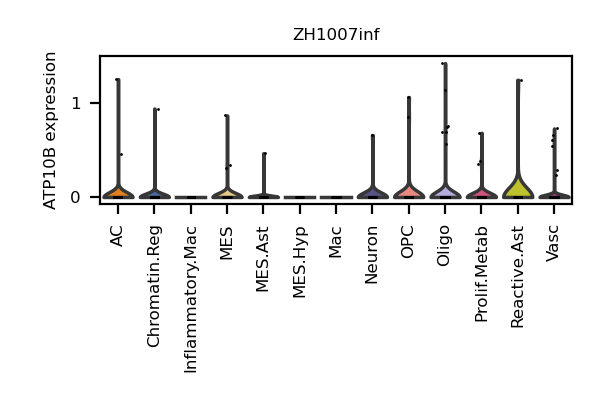 ZH1007inf
ATP10B expression
1
0
AC
Chromatin.Reg
Inflammatory.Mac
MES
MES.Ast
MES.Hyp
Mac
Neuron
OPC
Oligo
Prolif.Metab
Reactive.Ast
Vasc